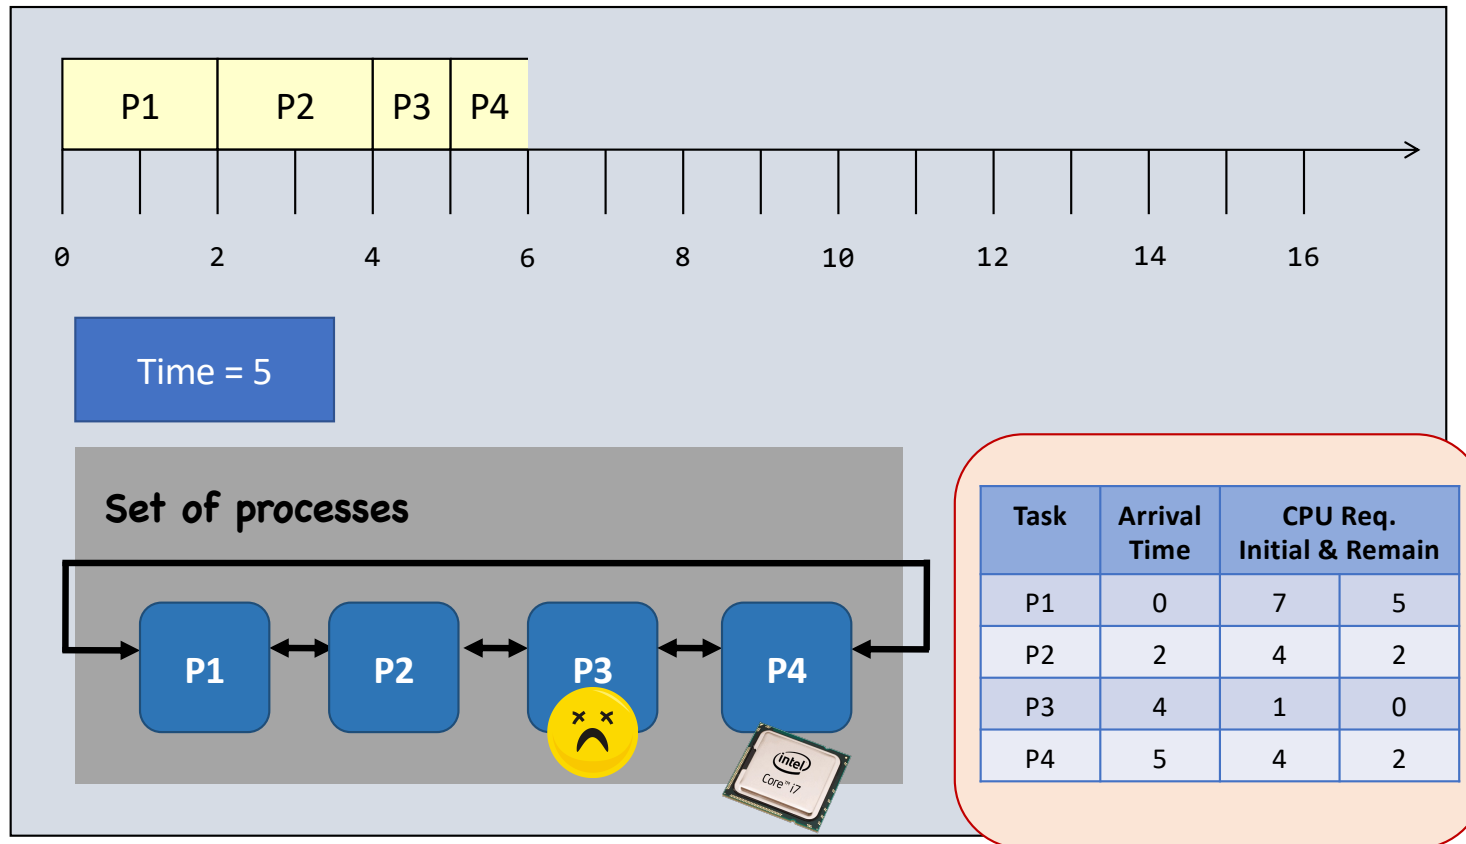 P1 P2 P3 P4
0 2 4 6 8 10 12 14 16
Time = 5
Set of processes
P1 P2 P3 P4
intel
Core™ i7
Task Arrival Time CPU Req. Initial & Remain
P1 0 7 5
P2 2 4 2
P3 4 1 0
P4 5 4 2